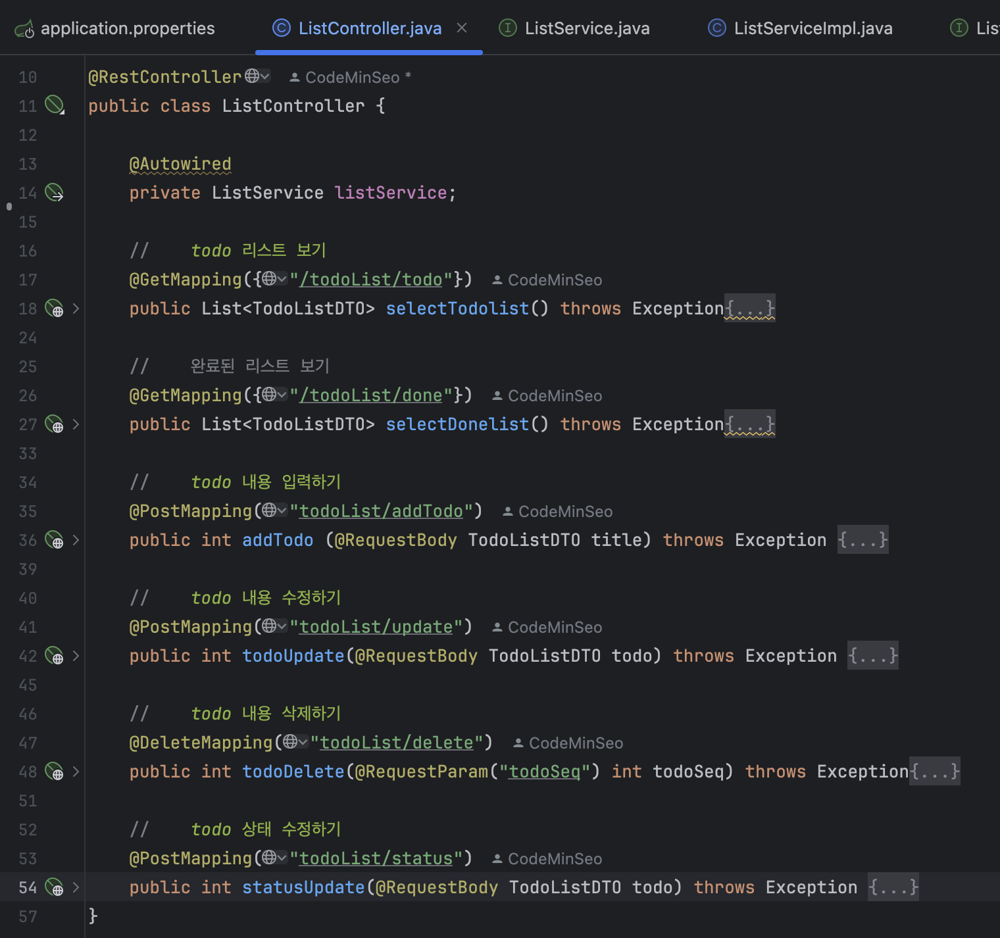 application.properties ListController.java ListService.java ListServiceImpl.java Lis
10 @RestController CodeMinSeo *
11 public class ListController {
12
13 @Autowired
14 private ListService listService;
15
16 // todo 리스트 보기
17 @GetMapping({"/todoList/todo"}) CodeMinSeo
18 public List<TodoListDTO> selectTodolist() throws Exception{...}
24
25 // 완료된 리스트 보기
26 @GetMapping({"/todoList/done"}) CodeMinSeo
27 public List<TodoListDTO> selectDonelist() throws Exception{...}
33
34 // todo 내용 입력하기
35 @PostMapping("todoList/addTodo") CodeMinSeo
36 public int addTodo (@RequestBody TodoListDTO title) throws Exception {...}
39
40 // todo 내용 수정하기
41 @PostMapping("todoList/update") CodeMinSeo
42 public int todoUpdate(@RequestBody TodoListDTO todo) throws Exception {...}
45
46 // todo 내용 삭제하기
47 @DeleteMapping("todoList/delete") CodeMinSeo
48 public int todoDelete(@RequestParam("todoSeq") int todoSeq) throws Exception{...}
51
52 // todo 상태 수정하기
53 @PostMapping("todoList/status") CodeMinSeo
54 public int statusUpdate(@RequestBody TodoListDTO todo) throws Exception {...}
57 }